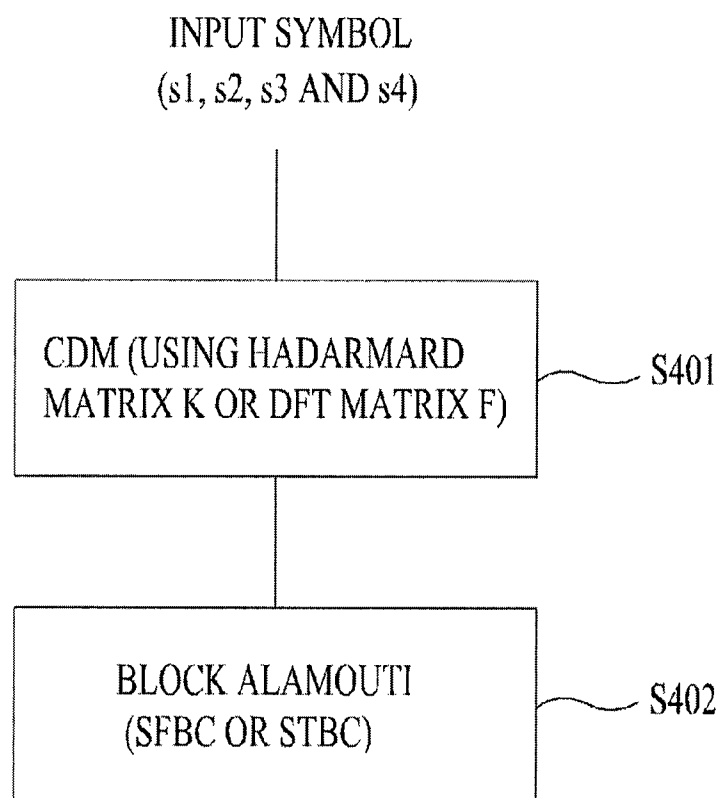 INPUT SYMBOL
(s1, s2, s3 AND s4)
CDM (USING HADARMARD
MATRIX K OR DFT MATRIX F)
S401
BLOCK ALAMOUTI
(SFBC OR STBC)
S402